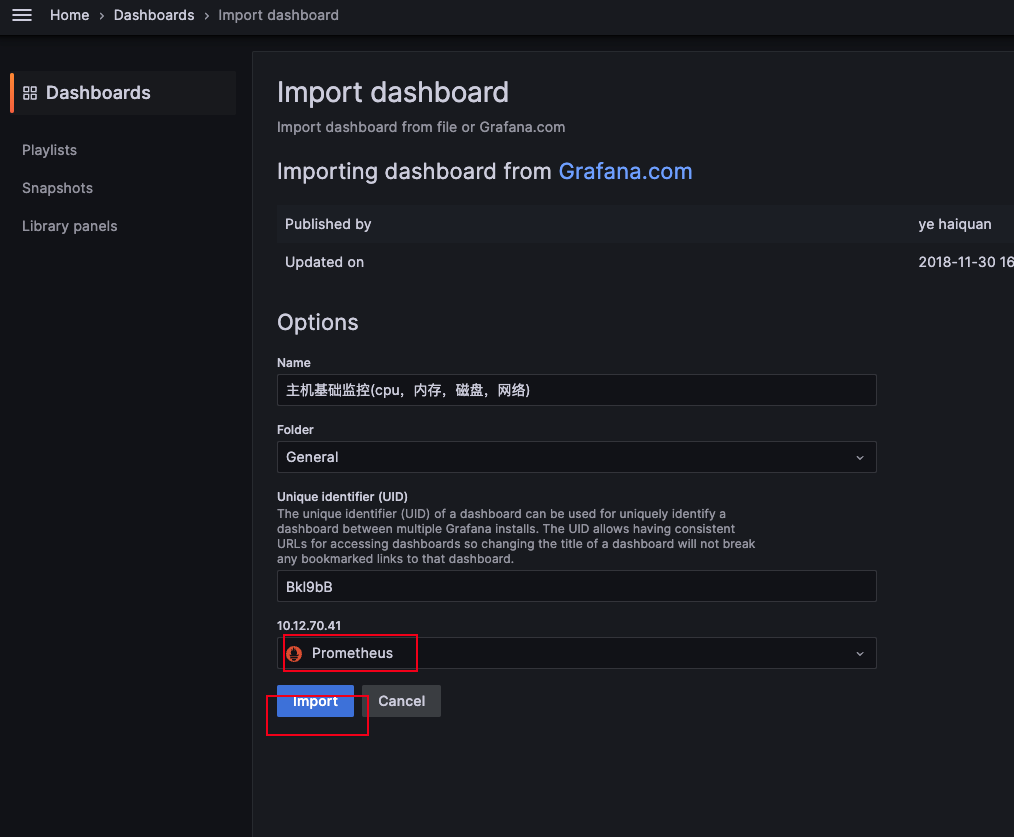 Home › Dashboards › Import dashboard
Dashboards
Playlists
Snapshots
Library panels
Import dashboard
Import dashboard from file or Grafana.com
Importing dashboard from Grafana.com
Published by ye haiquan
Updated on 2018-11-30 16
Options
Name
主机基础监控(cpu，内存，磁盘，网络)
Folder
General
Unique identifier (UID)
The unique identifier (UID) of a dashboard can be used for uniquely identify a
dashboard between multiple Grafana installs. The UID allows having consistent
URLs for accessing dashboards so changing the title of a dashboard will not break
any bookmarked links to that dashboard.
Bkl9bB
10.12.70.41
Prometheus
Import Cancel